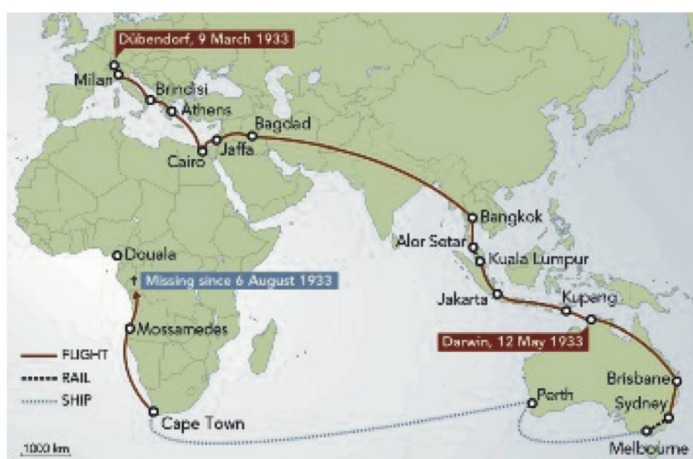 Dübendorf, 9 March 1933
Milan
Brindisi
Athens
Bagdad
Cairo
Jaffa
Bangkok
Alor Setar
Kuala Lumpur
Douala
† Missing since 6 August 1933
Jakarta
Kupang
Mossamedes
Darwin, 12 May 1933
FLIGHT
RAIL
SHIP
Brisbane
Perth
Sydney
Cape Town
Melbourne
1000 km